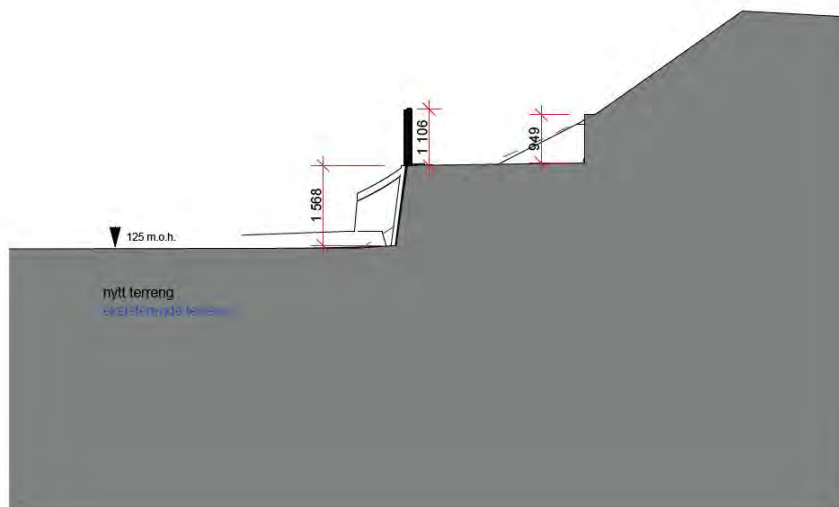 1 106
949
1 568
125 m.o.h.
nytt terreng
eksisterende terreng